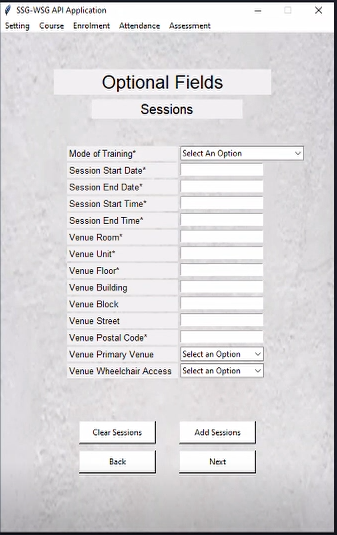 SSG-WSG API Application
Setting Course Enrolment Attendance Assessment
Optional Fields
Sessions
Mode of Training* Select An Option
Session Start Date*
Session End Date*
Session Start Time*
Session End Time*
Venue Room*
Venue Unit*
Venue Floor*
Venue Building
Venue Block
Venue Street
Venue Postal Code*
Venue Primary Venue Select an Option
Venue Wheelchair Access Select an Option
Clear Sessions Add Sessions
Back Next